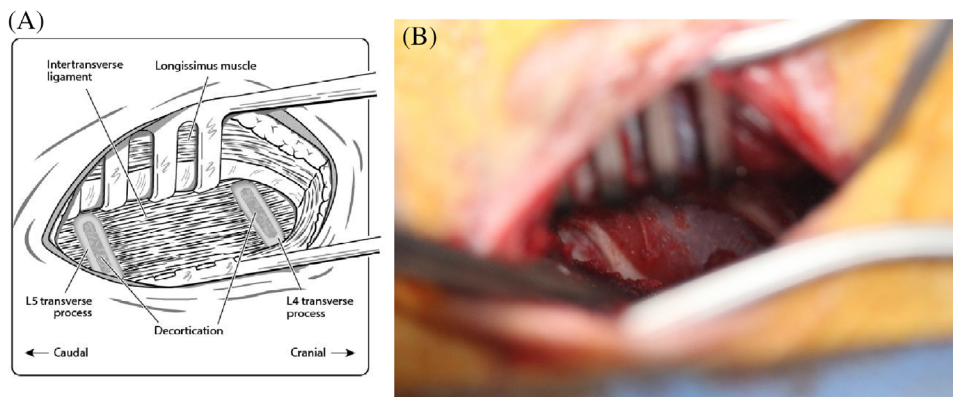 (A)
Intertransverse
ligament
Longissimus muscle
L5 transverse
process
Decortication
L4 transverse
process
Caudal
Cranial
(B)